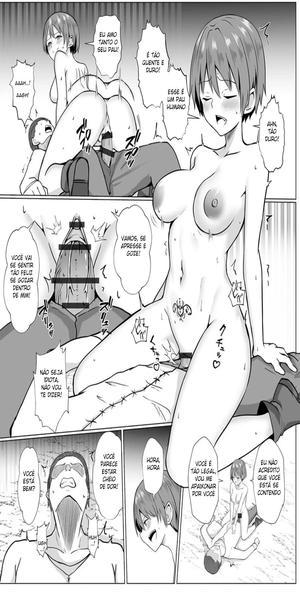 EU AMO
TANTO O
SEU PAU!
É TÃO
QUENTE E
DURO!
ESSE É
UM PAU
HUMANO
AAAH..!
AAGH!
AHN,
TÃO
DURO!
VAMOS, SE
APRESSE E
GOZE!
VOCÊ VAI
SE SENTIR
TÃO FELIZ
SE GOZAR
DENTRO
DE MIM!
NÃO SEJA
IDIOTA,
NÃO VOU
TE DIZER!
EU NÃO
ACREDITO
QUE VOCÊ
ESTÁ SE
CONTENDO
VOCÊ
É TÃO LEGAL,
VOU ME
APAIXONAR
POR VOCÊ
HORA,
HORA
VOCÊ
PARECE
ESTAR
CHEIO
DE DOR!
VOCÊ
ESTÁ
BEM?
UGH
UGH